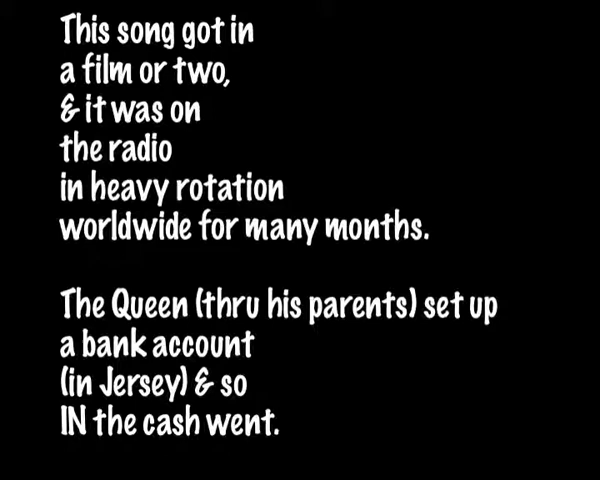 This song got in
a film or two,
& it was on
the radio
in heavy rotation
worldwide for many months.
The Queen (thru his parents) set up
a bank account
(in Jersey) & so
IN the cash went.